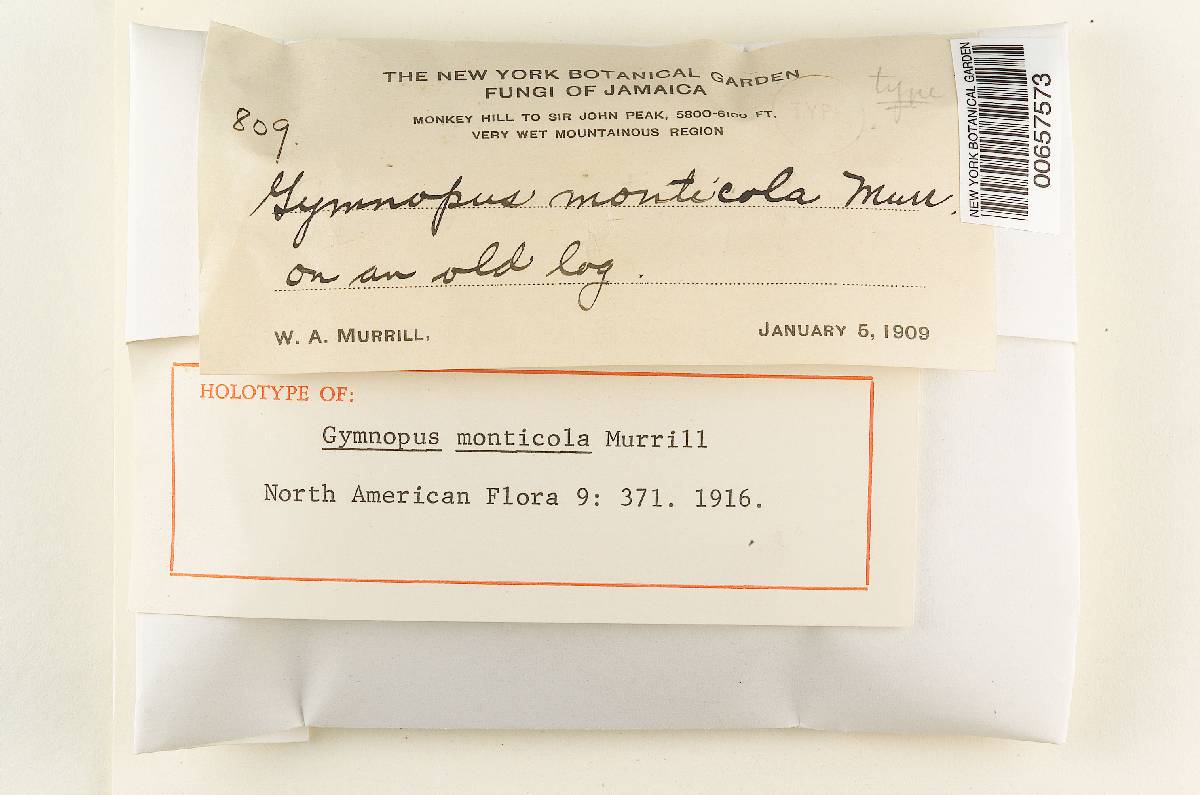 THE NEW YORK BOTANICAL GARDEN
FUNGI OF JAMAICA
type
TYPE
809.
MONKEY HILL TO SIR JOHN PEAK, 5800-6100 FT.
VERY WET MOUNTAINOUS REGION
Gymnopus monticola Murr.
on an old log.
W. A. MURRILL, JANUARY 5, 1909
NEW YORK BOTANICAL GARDEN
00657573
HOLOTYPE OF:
Gymnopus monticola Murrill
North American Flora 9: 371. 1916.